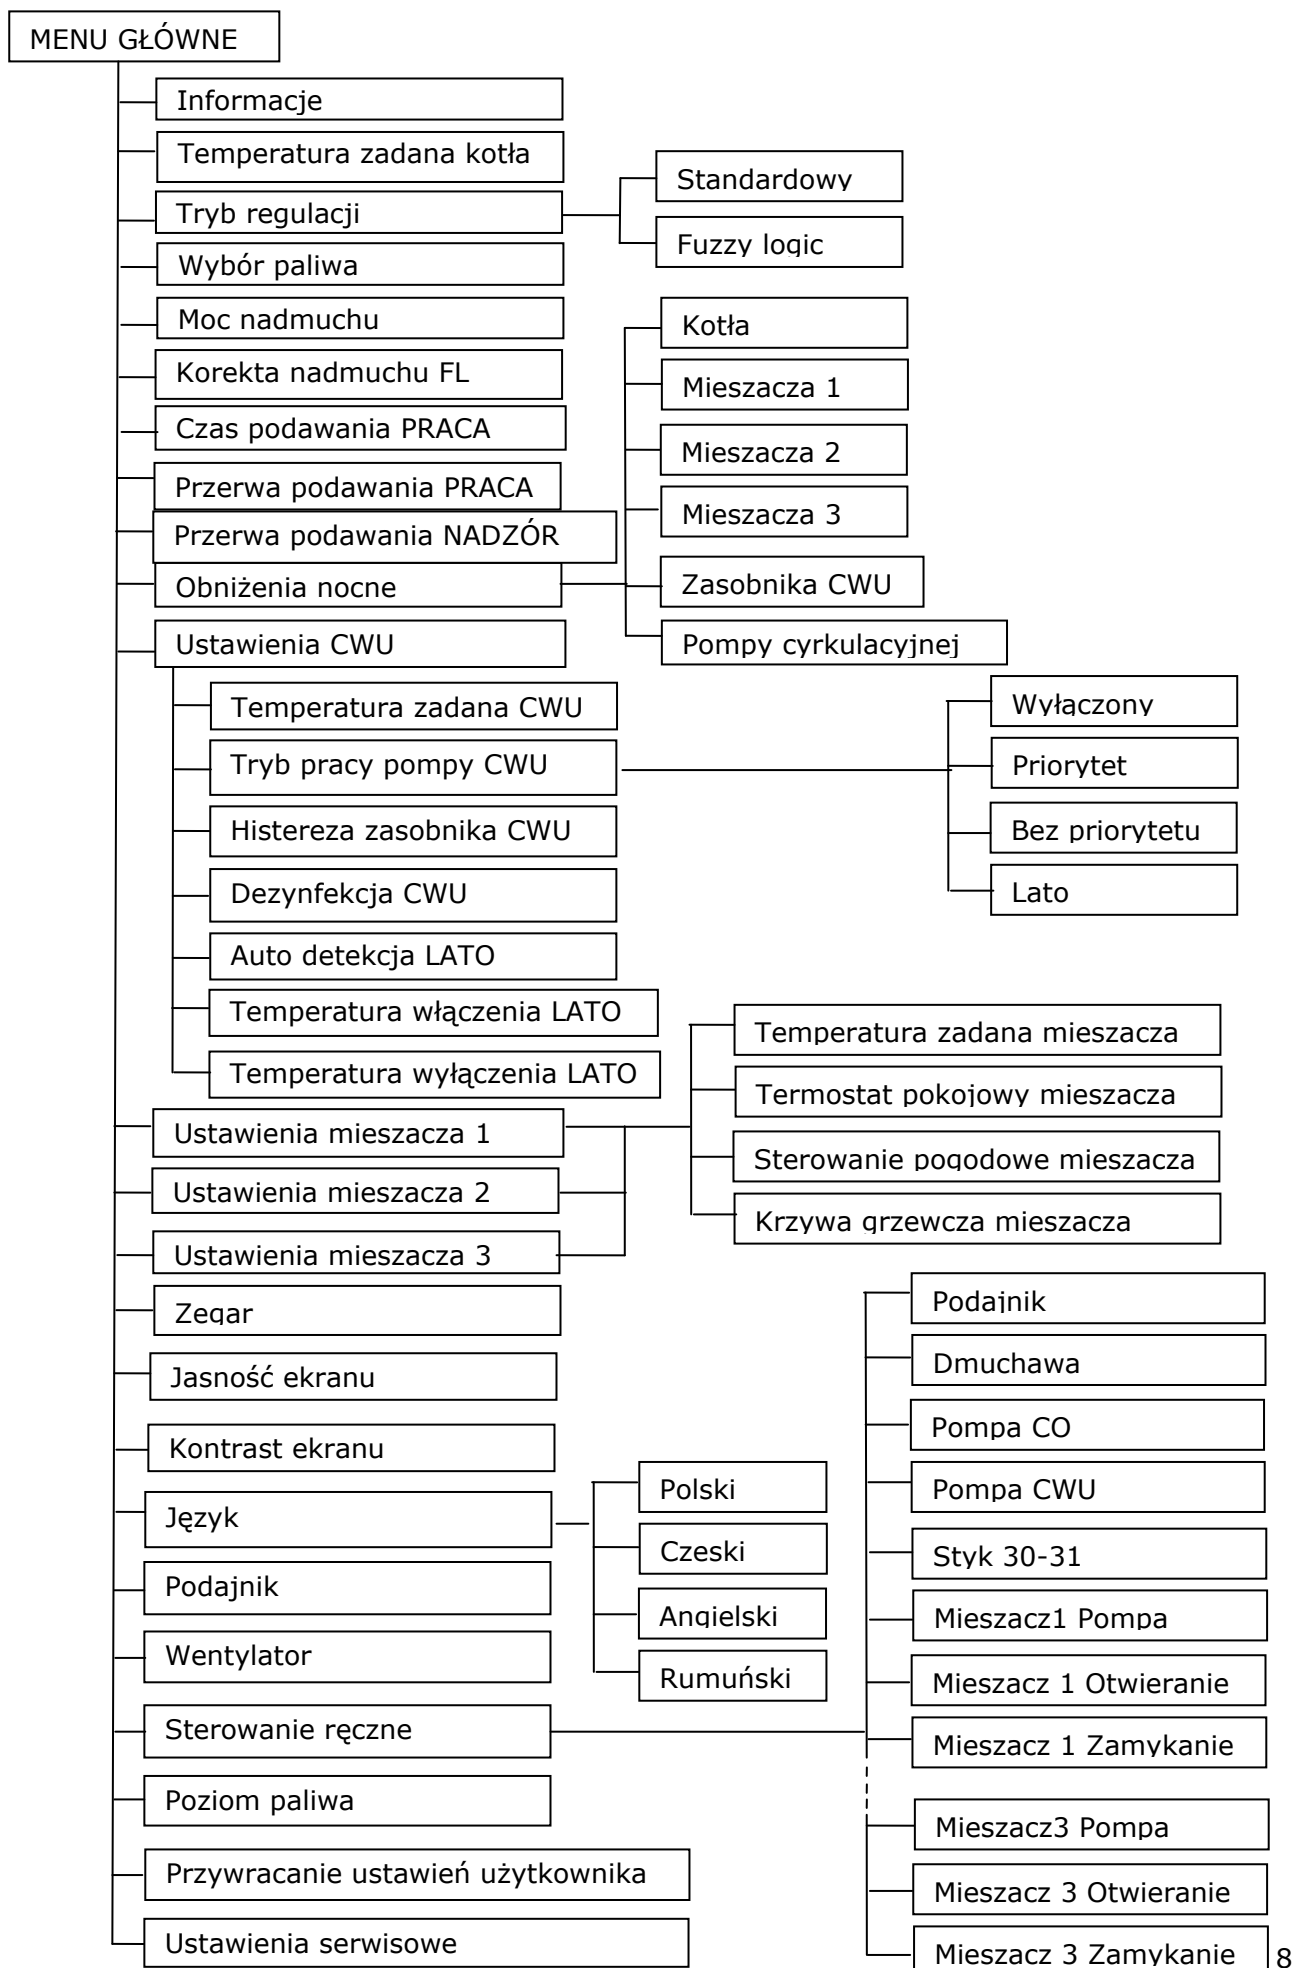 MENU GŁÓWNE
Informacje
Temperatura zadana kotła
Tryb regulacji
Standardowy
Fuzzy logic
Wybór paliwa
Moc nadmuchu
Korekta nadmuchu FL
Czas podawania PRACA
Przerwa podawania PRACA
Przerwa podawania NADZÓR
Obniżenia nocne
Kotła
Mieszacza 1
Mieszacza 2
Mieszacza 3
Zasobnika CWU
Pompy cyrkulacyjnej
Ustawienia CWU
Temperatura zadana CWU
Tryb pracy pompy CWU
Wyłączony
Priorytet
Bez priorytetu
Lato
Histereza zasobnika CWU
Dezynfekcja CWU
Auto detekcja LATO
Temperatura włączenia LATO
Temperatura wyłączenia LATO
Ustawienia mieszacza 1
Ustawienia mieszacza 2
Ustawienia mieszacza 3
Temperatura zadana mieszacza
Termostat pokojowy mieszacza
Sterowanie pogodowe mieszacza
Krzywa grzewcza mieszacza
Zegar
Jasność ekranu
Kontrast ekranu
Język
Polski
Czeski
Angielski
Rumuński
Podajnik
Wentylator
Sterowanie ręczne
Podajnik
Dmuchawa
Pompa CO
Pompa CWU
Styk 30-31
Mieszacz1 Pompa
Mieszacz 1 Otwieranie
Mieszacz 1 Zamykanie
Mieszacz3 Pompa
Mieszacz 3 Otwieranie
Mieszacz 3 Zamykanie
Poziom paliwa
Przywracanie ustawień użytkownika
Ustawienia serwisowe
8